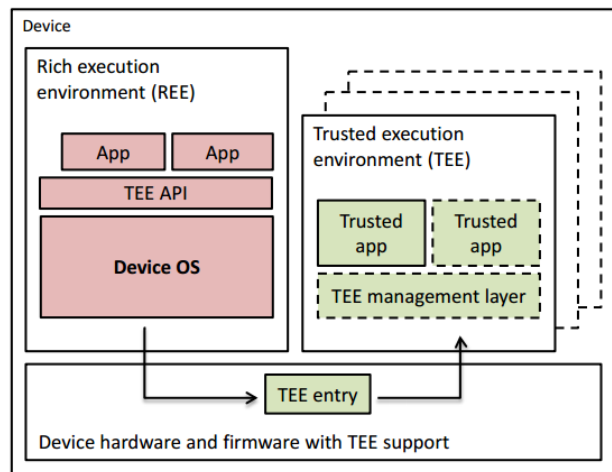 Device
Rich execution
environment (REE)
App
App
TEE API
Device OS
Trusted execution
environment (TEE)
Trusted
app
Trusted
app
TEE management layer
TEE entry
Device hardware and firmware with TEE support